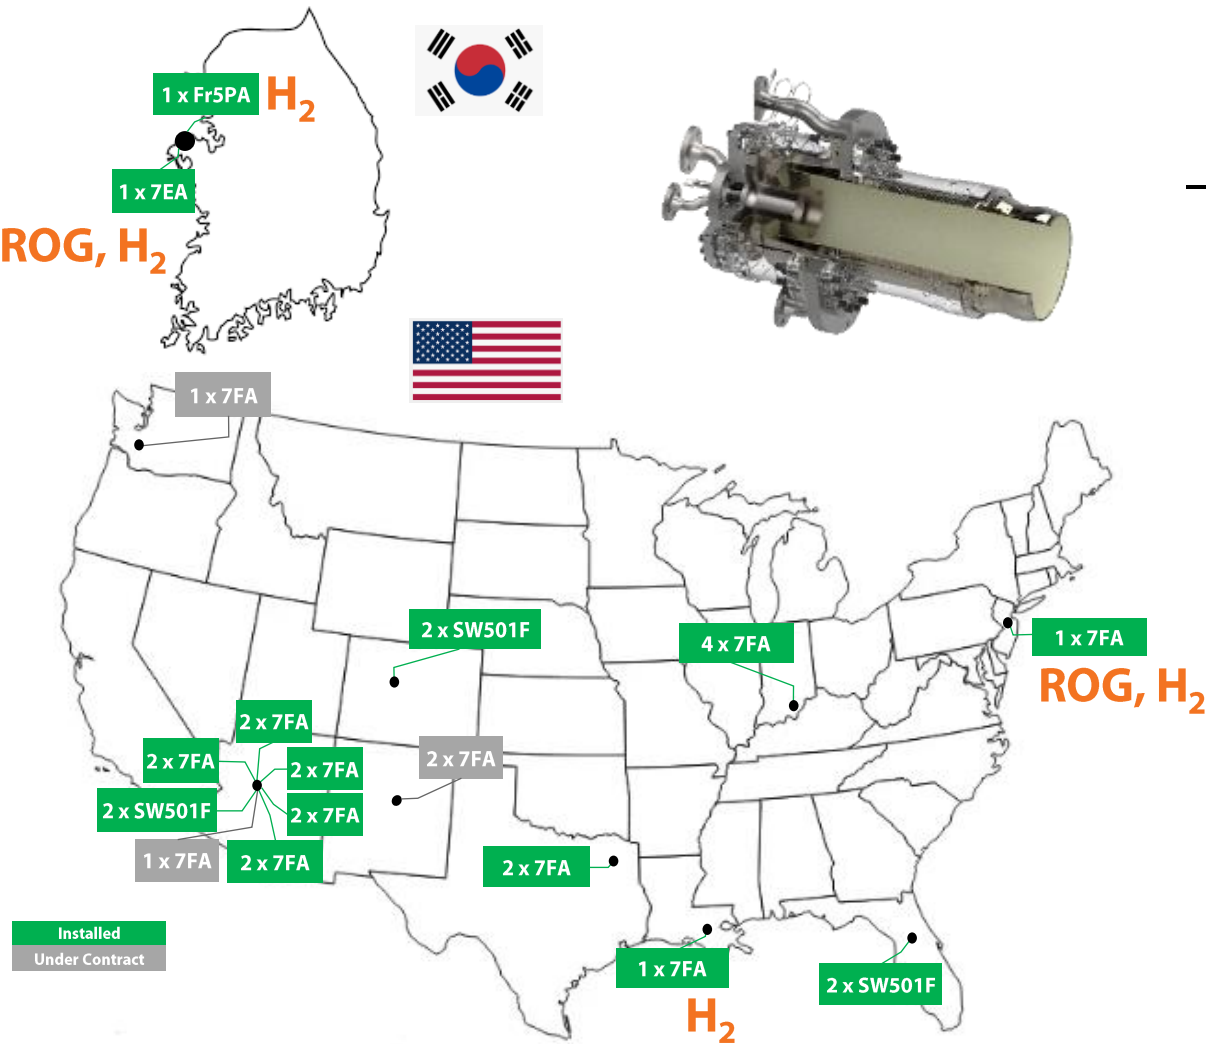 1 x Fr5PA
H2
1 x 7EA
ROG, H2
1 x 7FA
2 x SW501F
4 x 7FA
1 x 7FA
ROG, H2
2 x 7FA
2 x 7FA
2 x 7FA
2 x 7FA
2 x SW501F
2 x 7FA
1 x 7FA
2 x 7FA
2 x 7FA
Installed
Under Contract
1 x 7FA
H2
2 x SW501F